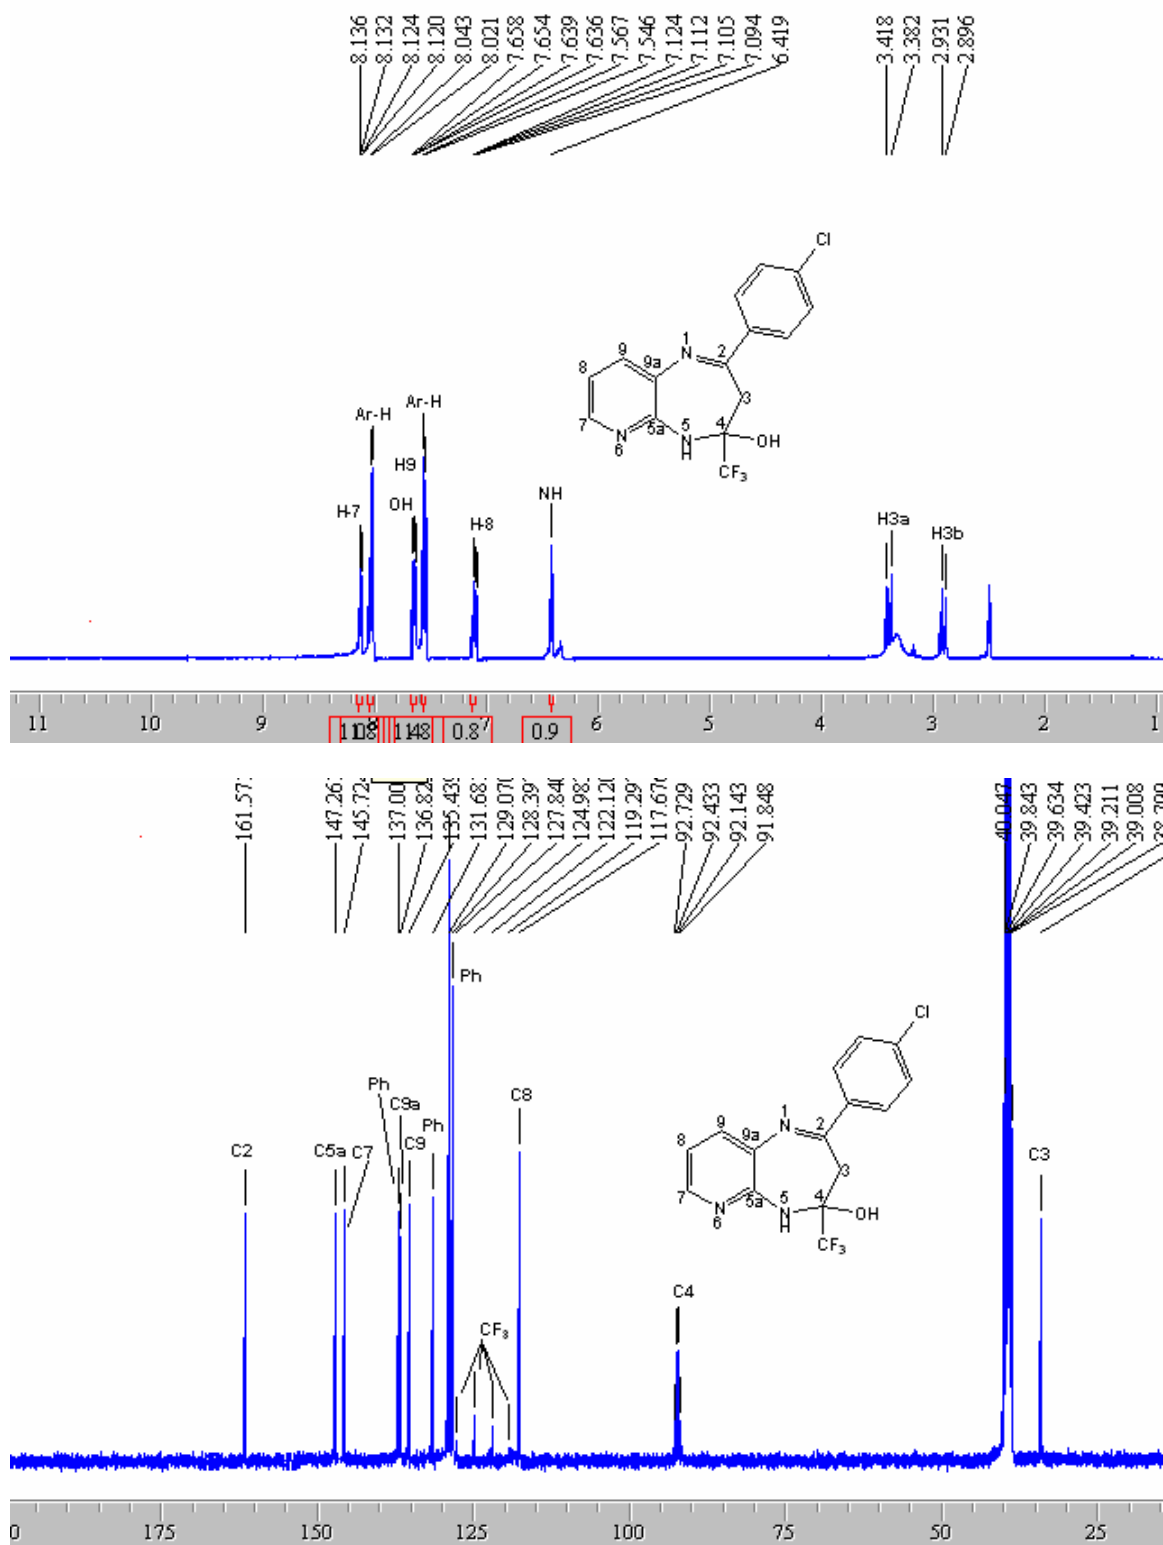 8.136 8.132 8.124 8.120 8.043 8.021 7.658 7.654 7.639 7.636 7.567 7.546 7.124 7.112 7.105 7.094 6.419 3.418 3.382 2.931 2.896
Cl
1 N 2
9 9a
8 3
7 N 6 5a 5 N H 4 OH
CF3
Ar-H Ar-H
H9
H-7 OH H-8 NH H3a H3b
11 10 9 8 7 6 5 4 3 2 1
0.8 0.9
161.57 147.26 145.72 137.00 136.82 135.43 131.68 129.07 128.39 127.84 124.98 122.12 119.29 117.67 92.729 92.433 92.143 91.848 40.047 39.843 39.634 39.423 39.211 39.008 38.799
Ph
Cl
Ph C9a C9 Ph C8
1 N 2
9 9a
8 3
C2 C5a C7 C3
7 N 6 5a 5 N H 4 OH
CF3
CF3 C4
0 175 150 125 100 75 50 25